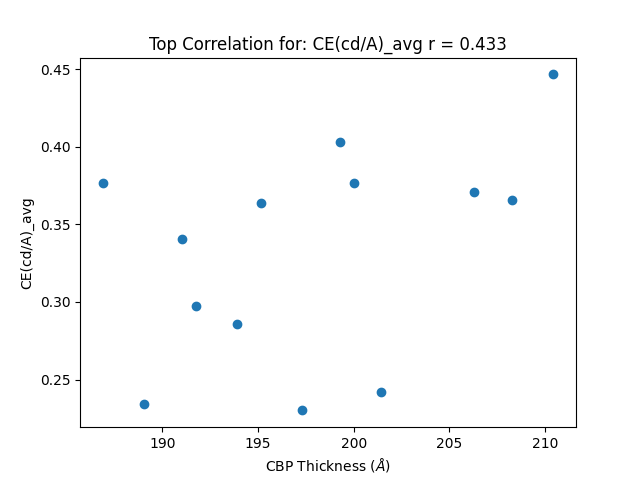 Top Correlation for: CE(cd/A)_avg r = 0.433
0.45
0.40
0.35
0.30
0.25
CE(cd/A)_avg
190 195 200 205 210
CBP Thickness (Å)